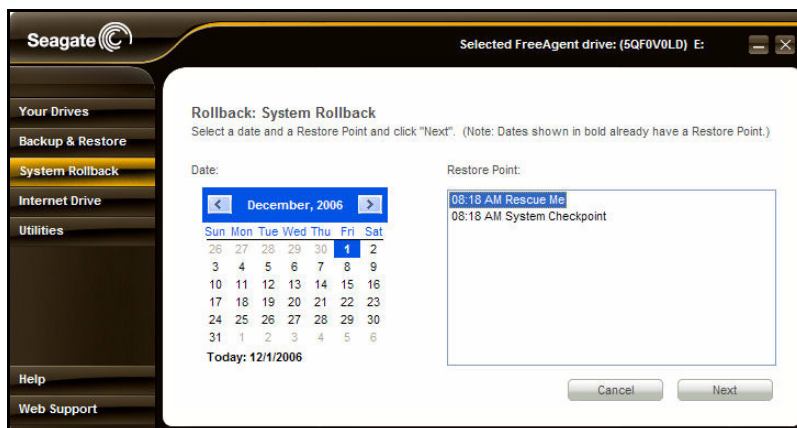 Seagate
Selected FreeAgent drive: (5QF0V0LD) E:
Your Drives
Backup & Restore
System Rollback
Internet Drive
Utilities
Help
Web Support
Rollback: System Rollback
Select a date and a Restore Point and click "Next". (Note: Dates shown in bold already have a Restore Point.)
Date:
December, 2006
Sun Mon Tue Wed Thu Fri Sat
26 27 28 29 30 1 2
3 4 5 6 7 8 9
10 11 12 13 14 15 16
17 18 19 20 21 22 23
24 25 26 27 28 29 30
31 1 2 3 4 5 6
Today: 12/1/2006
Restore Point:
08:18 AM Rescue Me
08:18 AM System Checkpoint
Cancel
Next